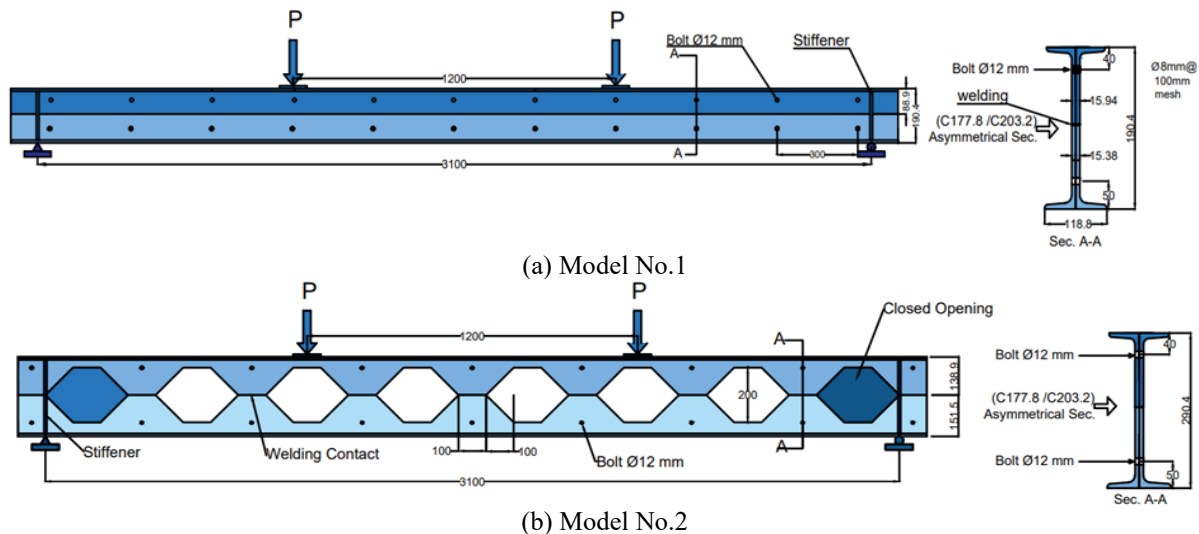 P
P
Bolt Ø12 mm
A
Stiffener
1200
88.9
190.4
A
300
3100
40
Bolt Ø12 mm
Ø8mm@
100mm
mesh
welding
15.94
(C177.8 /C203.2)
Asymmetrical Sec.
190.4
15.38
50
118.8
Sec. A-A
(a) Model No.1
P
P
Closed Opening
1200
A
138.9
200
151.5
Stiffener
Welding Contact
100
100
Bolt Ø12 mm
A
3100
40
Bolt Ø12 mm
(C177.8 /C203.2)
Asymmetrical Sec.
290.4
Bolt Ø12 mm
50
Sec. A-A
(b) Model No.2